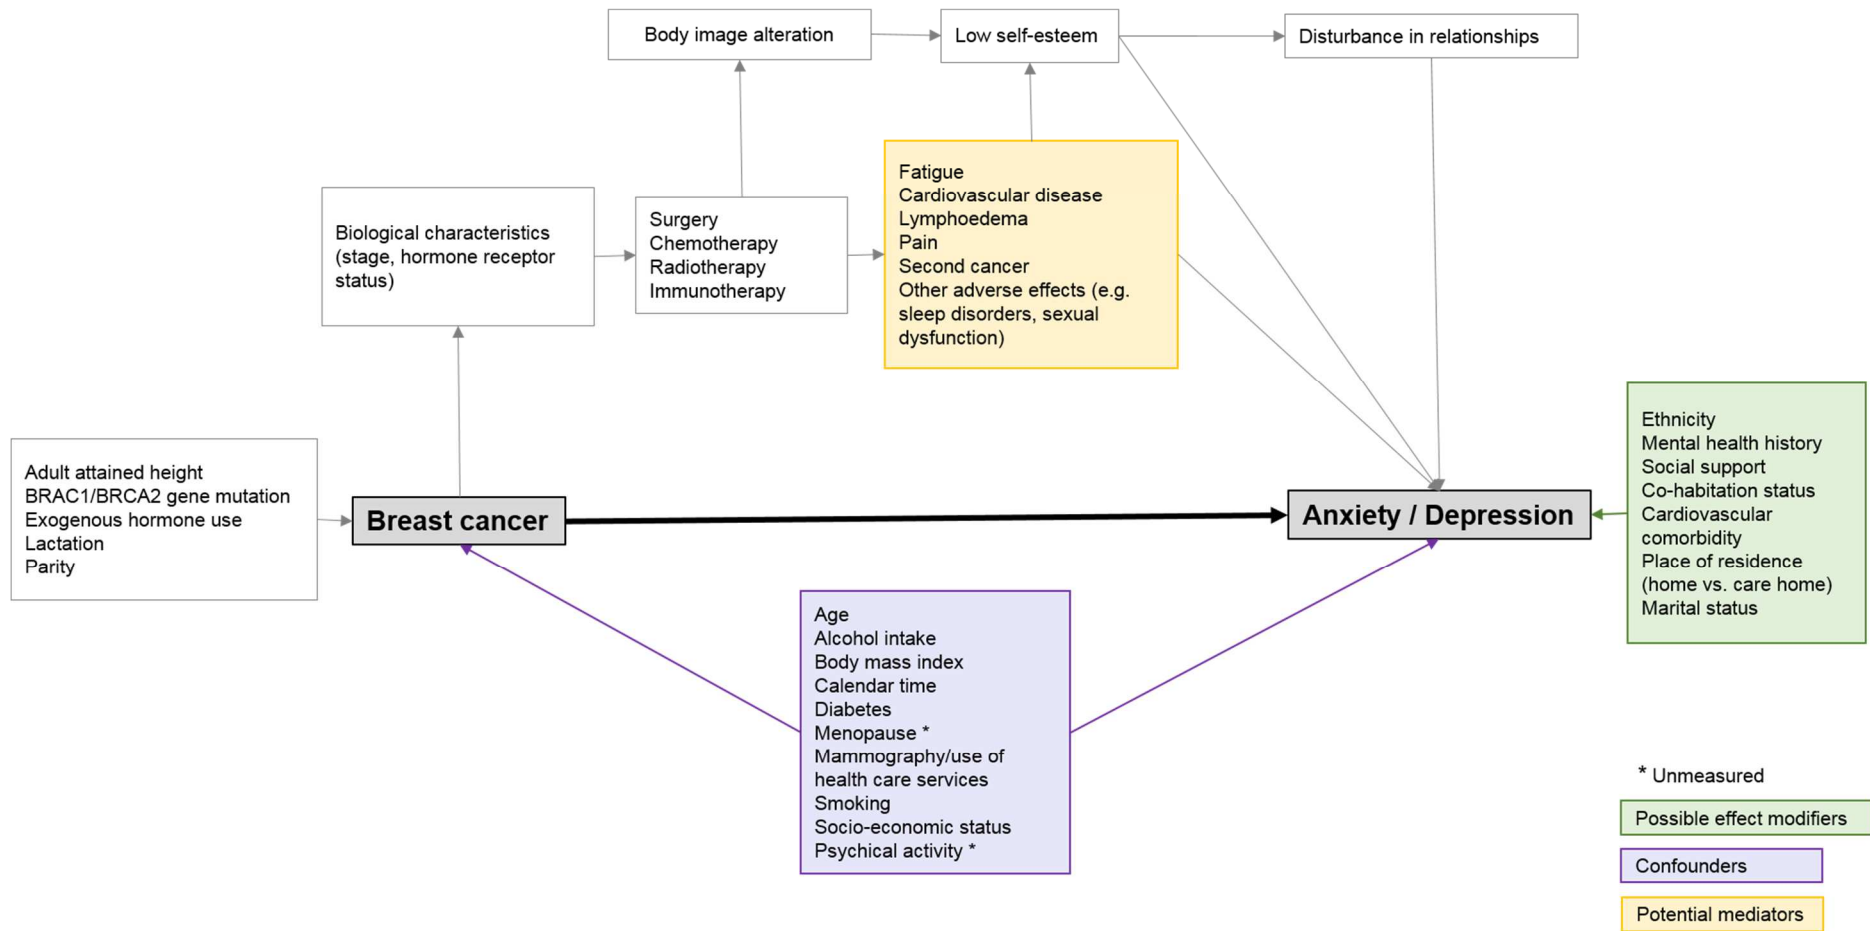 Body image alteration
Low self-esteem
Disturbance in relationships
Fatigue
Cardiovascular disease
Lymphoedema
Pain
Second cancer
Other adverse effects (e.g.
sleep disorders, sexual
dysfunction)
Biological characteristics
(stage, hormone receptor
status)
Surgery
Chemotherapy
Radiotherapy
Immunotherapy
Adult attained height
BRAC1/BRCA2 gene mutation
Exogenous hormone use
Lactation
Parity
Breast cancer
Anxiety / Depression
Ethnicity
Mental health history
Social support
Co-habitation status
Cardiovascular
comorbidity
Place of residence
(home vs. care home)
Marital status
Age
Alcohol intake
Body mass index
Calendar time
Diabetes
Menopause *
Mammography/use of
health care services
Smoking
Socio-economic status
Psychical activity *
* Unmeasured
Possible effect modifiers
Confounders
Potential mediators